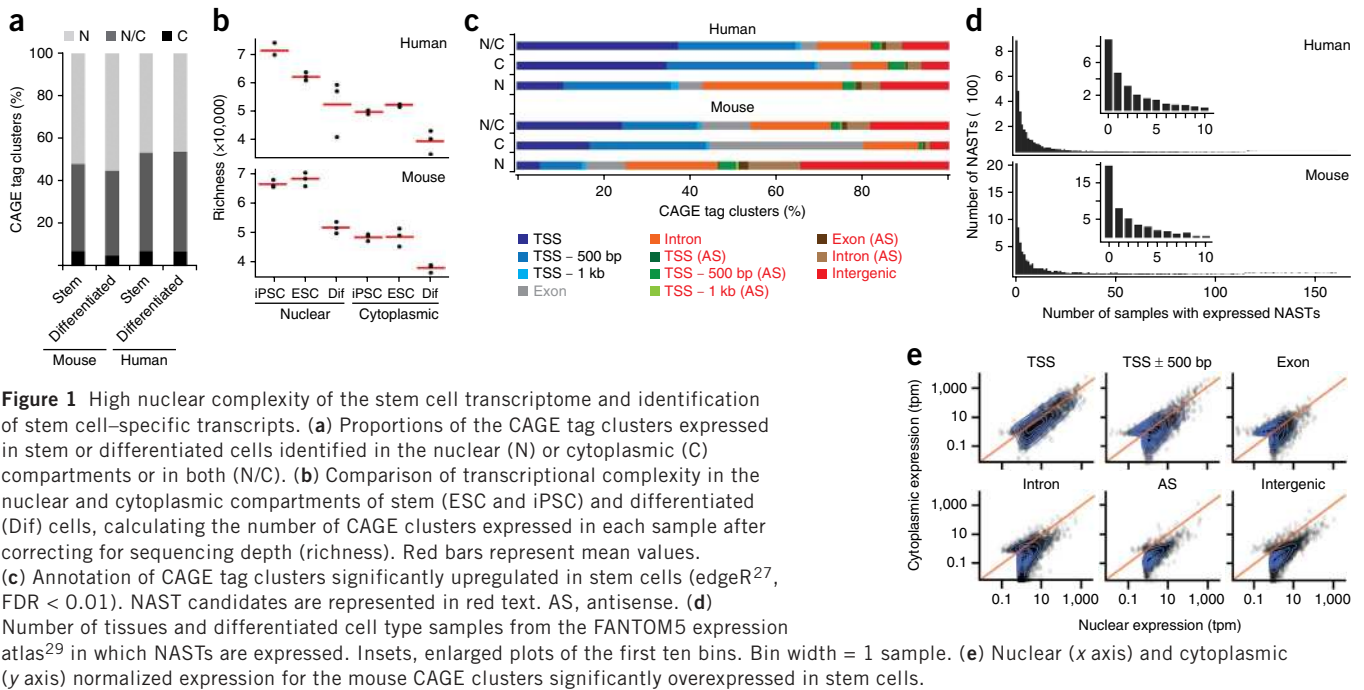 a
N N/C C
CAGE tag clusters (%)
100
80
60
40
20
Stem
Differentiated
Stem
Differentiated
Mouse
Human
b
Human
Richness (×10,000)
7
6
5
4
Mouse
7
6
5
4
iPSC ESC Dif iPSC ESC Dif
Nuclear Cytoplasmic
c
Human
N/C
C
N
Mouse
N/C
C
N
20 40 60 80
CAGE tag clusters (%)
TSS
TSS – 500 bp
TSS – 1 kb
Exon
Intron
TSS (AS)
TSS – 500 bp (AS)
TSS – 1 kb (AS)
Exon (AS)
Intron (AS)
Intergenic
d
Human
Number of NASTs ( 100)
8
6
4
2
8
6
4
2
0 5 10
Mouse
Number of NASTs ( 100)
20
15
10
5
15
10
5
0 5 10
0 50 100 150
Number of samples with expressed NASTs
e
TSS TSS ± 500 bp Exon
Cytoplasmic expression (tpm)
1,000
10
0.1
Intron AS Intergenic
1,000
10
0.1
0.1 10 1,000 0.1 10 1,000 0.1 10 1,000
Nuclear expression (tpm)
Figure 1 High nuclear complexity of the stem cell transcriptome and identification
of stem cell–specific transcripts. (a) Proportions of the CAGE tag clusters expressed
in stem or differentiated cells identified in the nuclear (N) or cytoplasmic (C)
compartments or in both (N/C). (b) Comparison of transcriptional complexity in the
nuclear and cytoplasmic compartments of stem (ESC and iPSC) and differentiated
(Dif) cells, calculating the number of CAGE clusters expressed in each sample after
correcting for sequencing depth (richness). Red bars represent mean values.
(c) Annotation of CAGE tag clusters significantly upregulated in stem cells (edgeR27,
FDR < 0.01). NAST candidates are represented in red text. AS, antisense. (d)
Number of tissues and differentiated cell type samples from the FANTOM5 expression
atlas29 in which NASTs are expressed. Insets, enlarged plots of the first ten bins. Bin width = 1 sample. (e) Nuclear (x axis) and cytoplasmic
(y axis) normalized expression for the mouse CAGE clusters significantly overexpressed in stem cells.